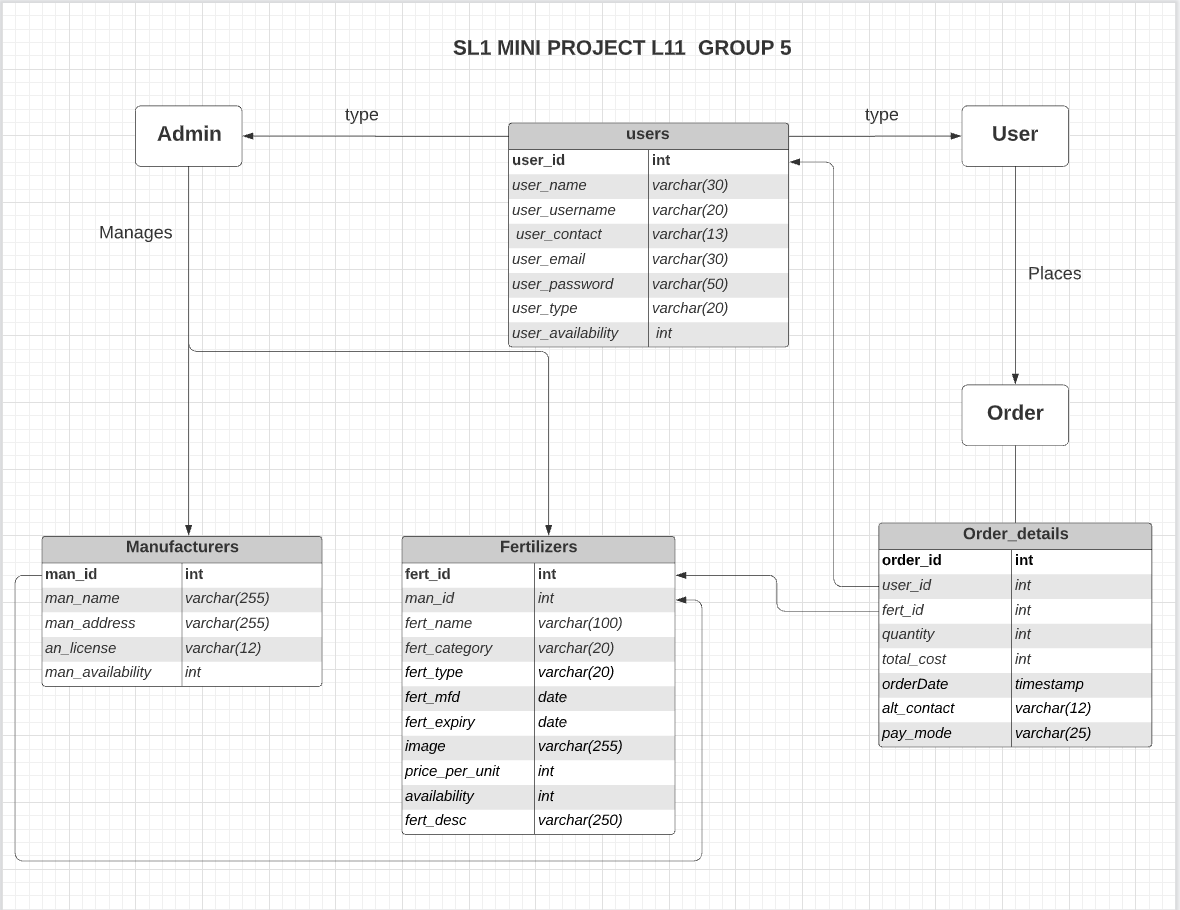 SL1 MINI PROJECT L11  GROUP 5
type
type
Admin
User
users
user_id int
user_name varchar(30)
user_username varchar(20)
user_contact varchar(13)
user_email varchar(30)
user_password varchar(50)
user_type varchar(20)
user_availability int
Manages
Places
Order
Manufacturers
man_id int
man_name varchar(255)
man_address varchar(255)
an_license varchar(12)
man_availability int
Fertilizers
fert_id int
man_id int
fert_name varchar(100)
fert_category varchar(20)
fert_type varchar(20)
fert_mfd date
fert_expiry date
image varchar(255)
price_per_unit int
availability int
fert_desc varchar(250)
Order_details
order_id int
user_id int
fert_id int
quantity int
total_cost int
orderDate timestamp
alt_contact varchar(12)
pay_mode varchar(25)